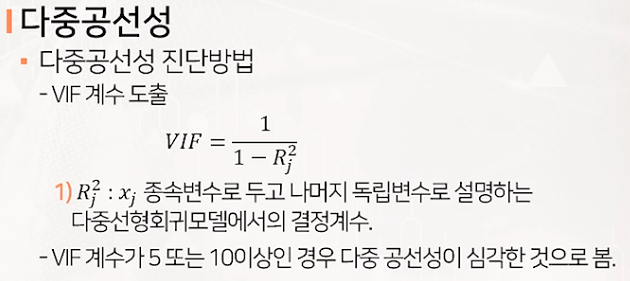 다중공선성
▪ 다중공선성 진단방법
- VIF 계수 도출
VIF = 1 / (1 − R_j^2)
1) R_j^2 : x_j 종속변수로 두고 나머지 독립변수로 설명하는
다중선형회귀모델에서의 결정계수.
- VIF 계수가 5 또는 10이상인 경우 다중 공선성이 심각한 것으로 봄.